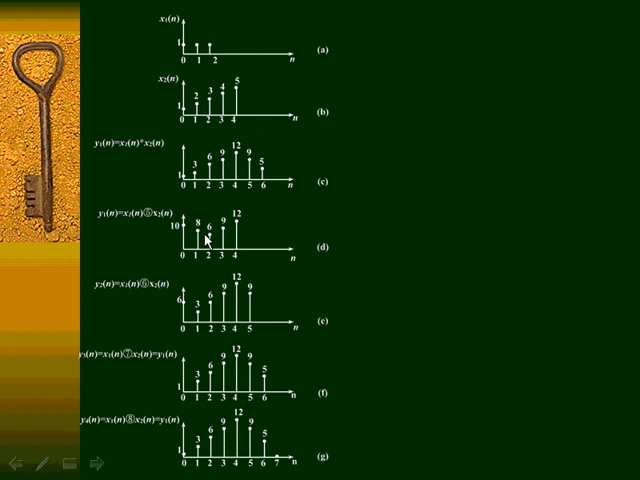 x1(n)
1
0 1 2 n (a)
x2(n)
1 2 3 4 5
0 1 2 3 4 n (b)
y1(n)=x1(n)*x2(n)
1 3 6 9 12 9 5
0 1 2 3 4 5 6 n (c)
y1(n)=x1(n)⑤x2(n)
10 8 6 9 12
0 1 2 3 4 n (d)
y2(n)=x1(n)⑥x2(n)
6 3 6 9 12 9
0 1 2 3 4 5 n (e)
y3(n)=x1(n)⑦x2(n)=y1(n)
1 3 6 9 12 9 5
0 1 2 3 4 5 6 n (f)
y4(n)=x1(n)⑧x2(n)=y1(n)
1 3 6 9 12 9 5
0 1 2 3 4 5 6 7 n (g)